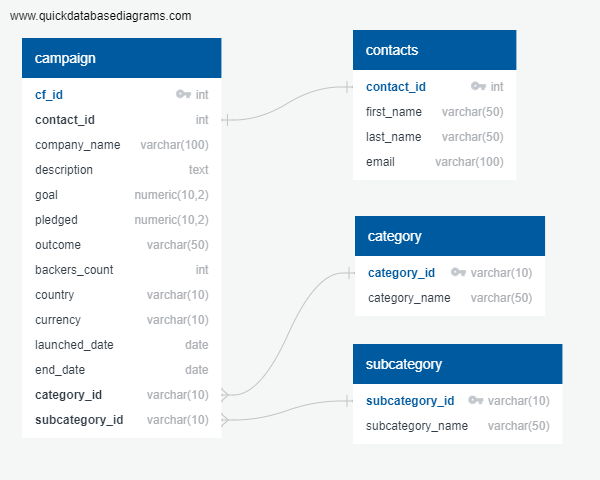 www.quickdatabasediagrams.com
campaign
cf_id int
contact_id int
company_name varchar(100)
description text
goal numeric(10,2)
pledged numeric(10,2)
outcome varchar(50)
backers_count int
country varchar(10)
currency varchar(10)
launched_date date
end_date date
category_id varchar(10)
subcategory_id varchar(10)
contacts
contact_id int
first_name varchar(50)
last_name varchar(50)
email varchar(100)
category
category_id varchar(10)
category_name varchar(50)
subcategory
subcategory_id varchar(10)
subcategory_name varchar(50)